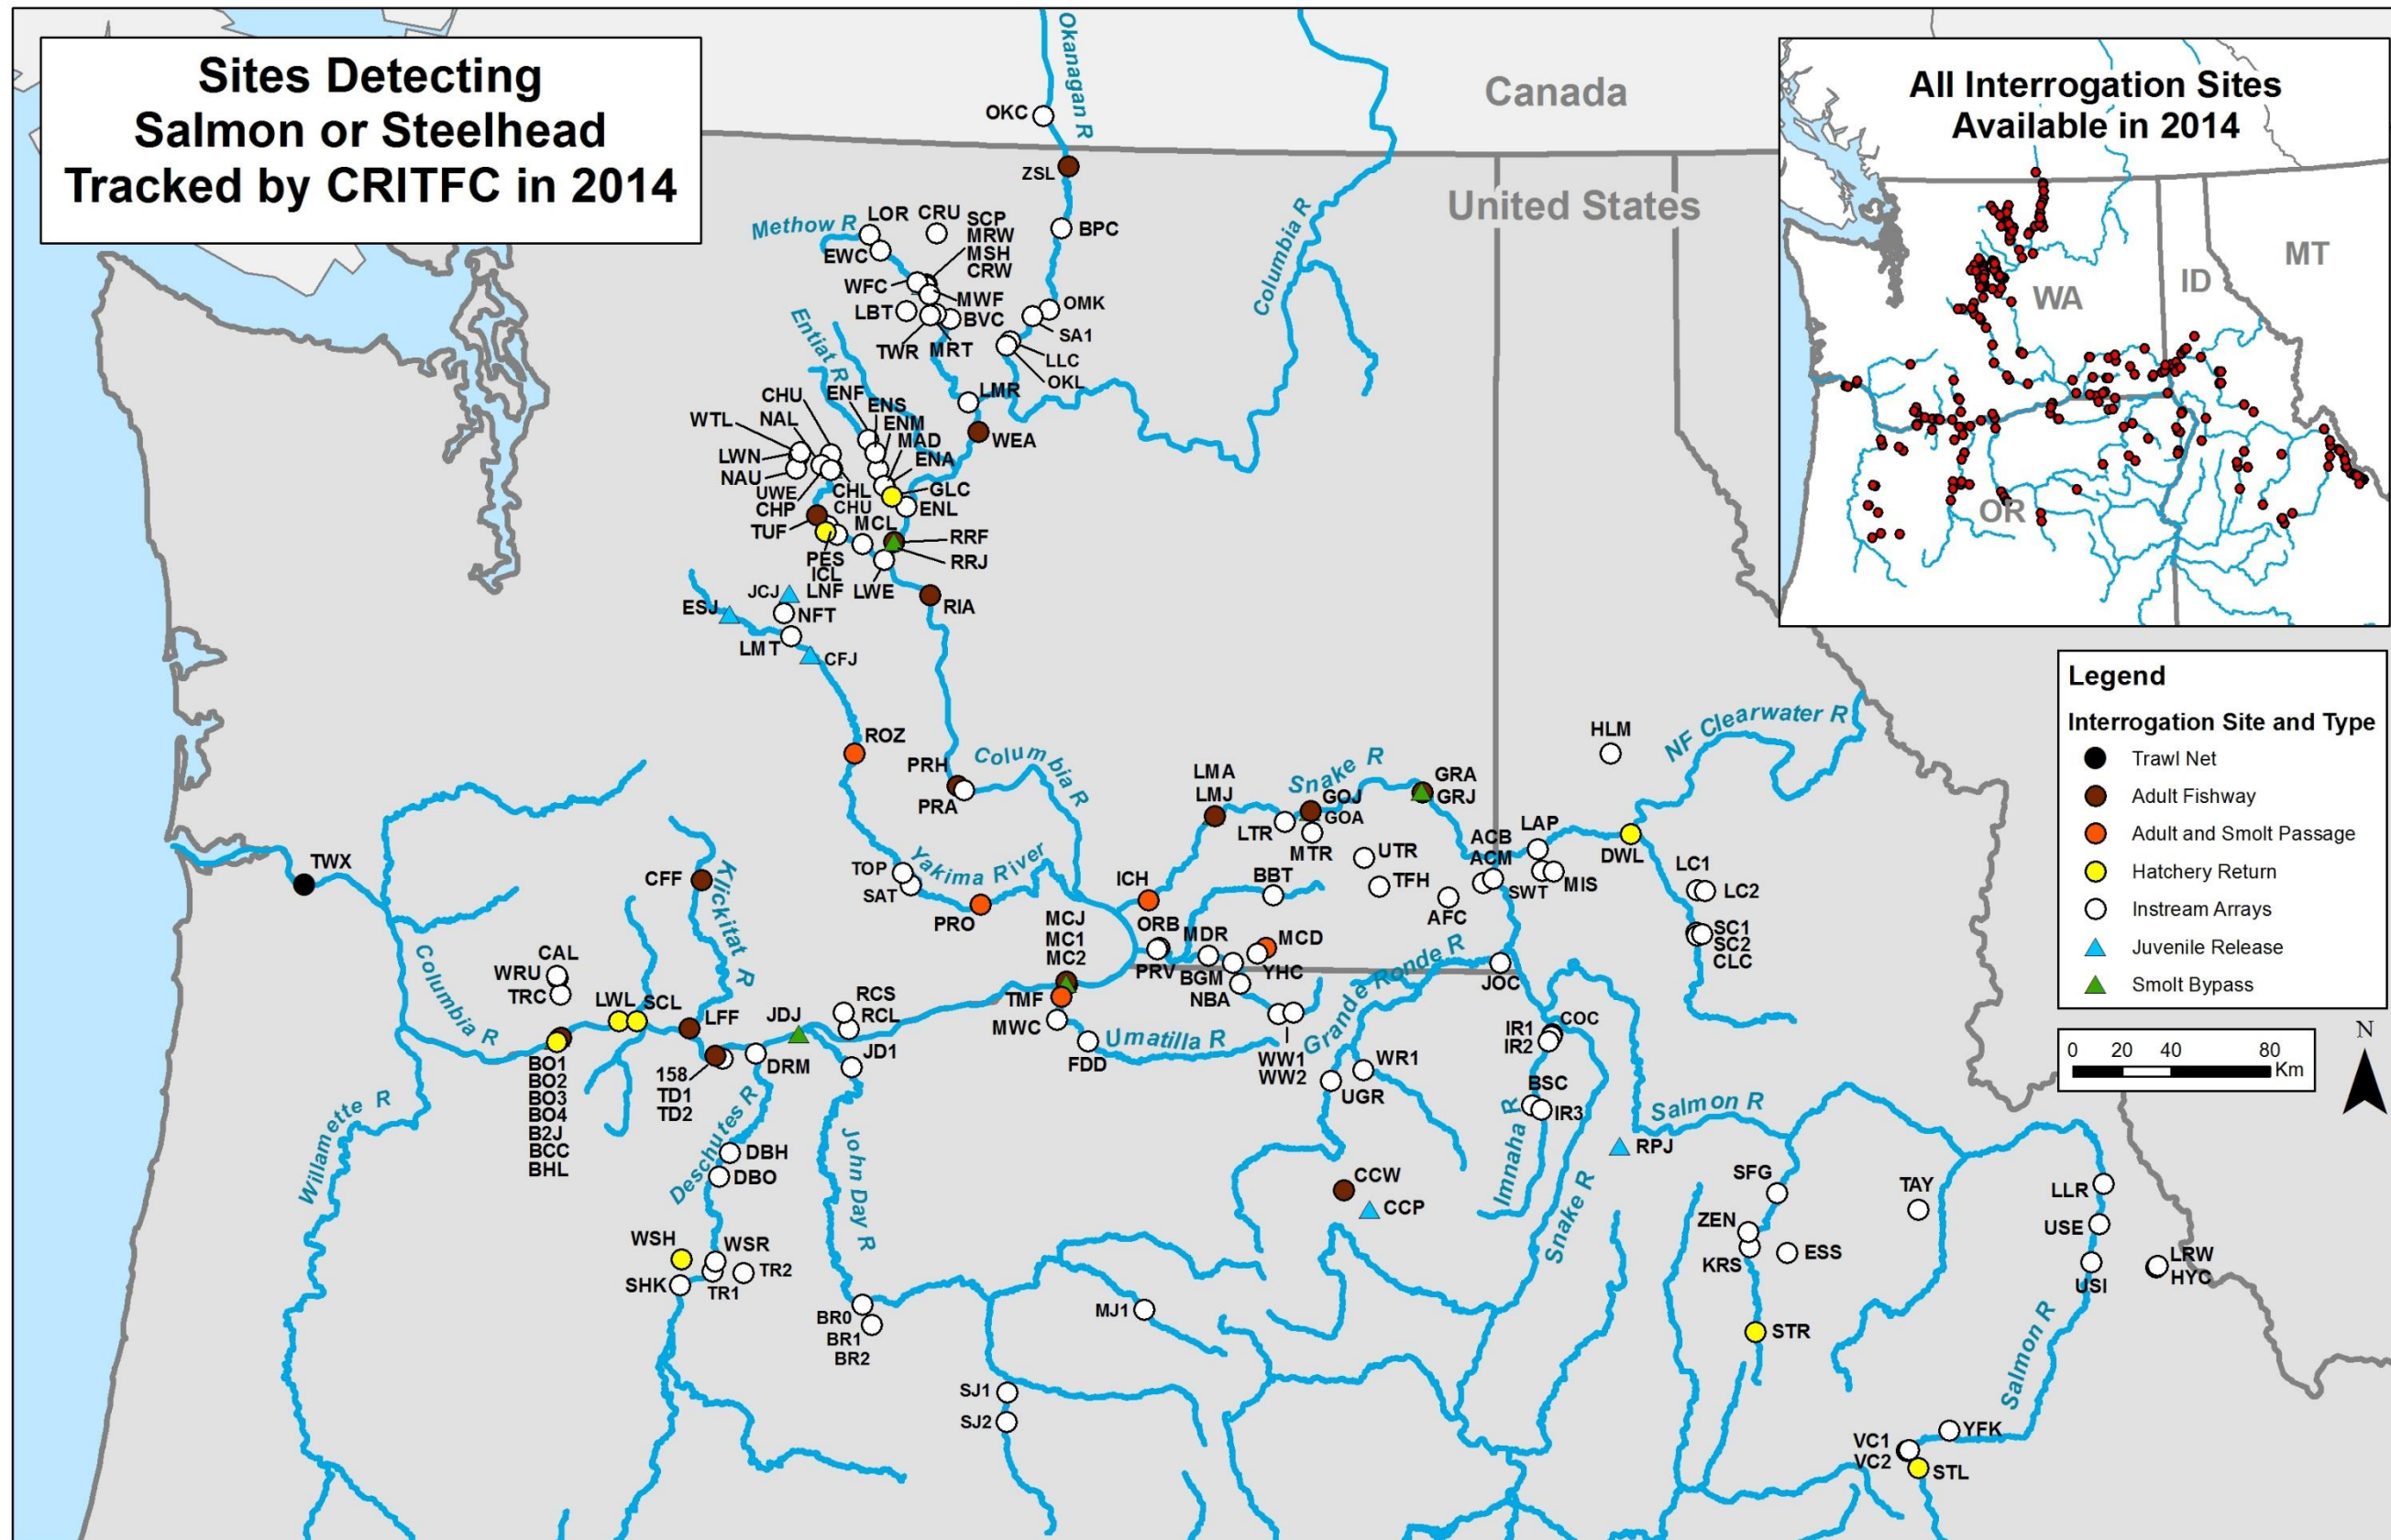 Sites Detecting
Salmon or Steelhead
Tracked by CRITFC in 2014
Canada
United States
All Interrogation Sites
Available in 2014
WA
ID
MT
OR
Legend
Interrogation Site and Type
Trawl Net
Adult Fishway
Adult and Smolt Passage
Hatchery Return
Instream Arrays
Juvenile Release
Smolt Bypass
0 20 40 80
Km
N
Okanagan R
OKC
ZSL
BPC
Methow R
LOR
CRU
SCP
MRW
MSH
CRW
EWC
WFC
MWF
LBT
BVC
TWR
MRT
OMK
SA1
LLC
OKL
Columbia R
Entiat R
LMR
WEA
CHU
ENF
ENS
ENM
MAD
ENA
WTL
NAL
LWN
NAU
UWE
CHP
CHL
CHU
GLC
ENL
TUF
MCL
RRF
RRJ
PES
ICL
LNF
LWE
RIA
JCJ
NFT
ESJ
LMT
CFJ
ROZ
PRH
PRA
Columbia R
TOP
SAT
Yakima River
PRO
LMA
LMJ
Snake R
GOJ
GOA
LTR
MTR
GRA
GRJ
UTR
TFH
BBT
AFC
ACB
ACM
LAP
SWT
MIS
HLM
NF Clearwater R
DWL
LC1
LC2
SC1
SC2
CLC
ICH
ORB
PRV
MDR
BGM
NBA
MCD
YHC
MCJ
MC1
MC2
TMF
MWC
FDD
Umatilla R
WW1
WW2
Grande Ronde R
JOC
WR1
UGR
IR1
IR2
COC
BSC
IR3
Imnaha R
Snake R
RPJ
Salmon R
CCW
CCP
TWX
Columbia R
Willamette R
CFF
Klickitat R
CAL
WRU
TRC
LWL
SCL
LFF
BO1
BO2
BO3
BO4
B2J
BCC
BHL
158
TD1
TD2
DRM
JDJ
RCS
RCL
JD1
Deschutes R
DBH
DBO
John Day R
WSH
WSR
SHK
TR1
TR2
BR0
BR1
BR2
MJ1
SJ1
SJ2
SFG
ZEN
KRS
ESS
STR
TAY
LLR
USE
USI
LRW
HYC
Salmon R
YFK
VC1
VC2
STL